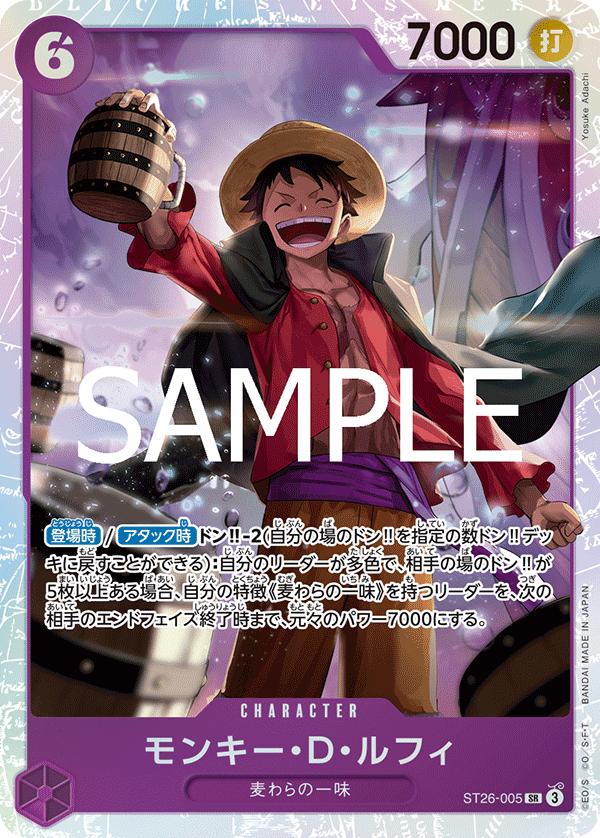 6
7000 打
Yosuke Adachi
SAMPLE
登場時 / アタック時 ドン!!-2(自分の場のドン!!を指定の数ドン!!デッ
キに戻すことができる):自分のリーダーが多色で、相手の場のドン!!が
5枚以上ある場合、自分の特徴《麦わらの一味》を持つリーダーを、次の
相手のエンドフェイズ終了時まで、元々のパワー7000にする。
CHARACTER
モンキー・D・ルフィ
麦わらの一味
ST26-005 SR 3
©E.O/S ©O/S・F・T BANDAI MADE IN JAPAN